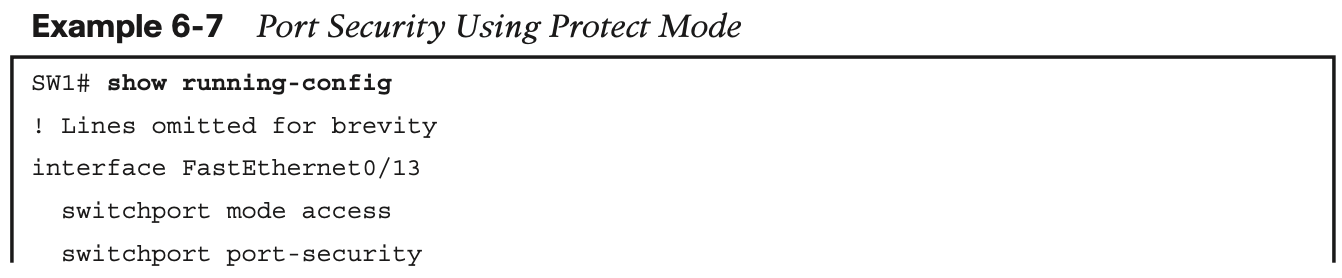 Example 6-7 Port Security Using Protect Mode
SW1# show running-config
! Lines omitted for brevity
interface FastEthernet0/13
switchport mode access
switchport port-security